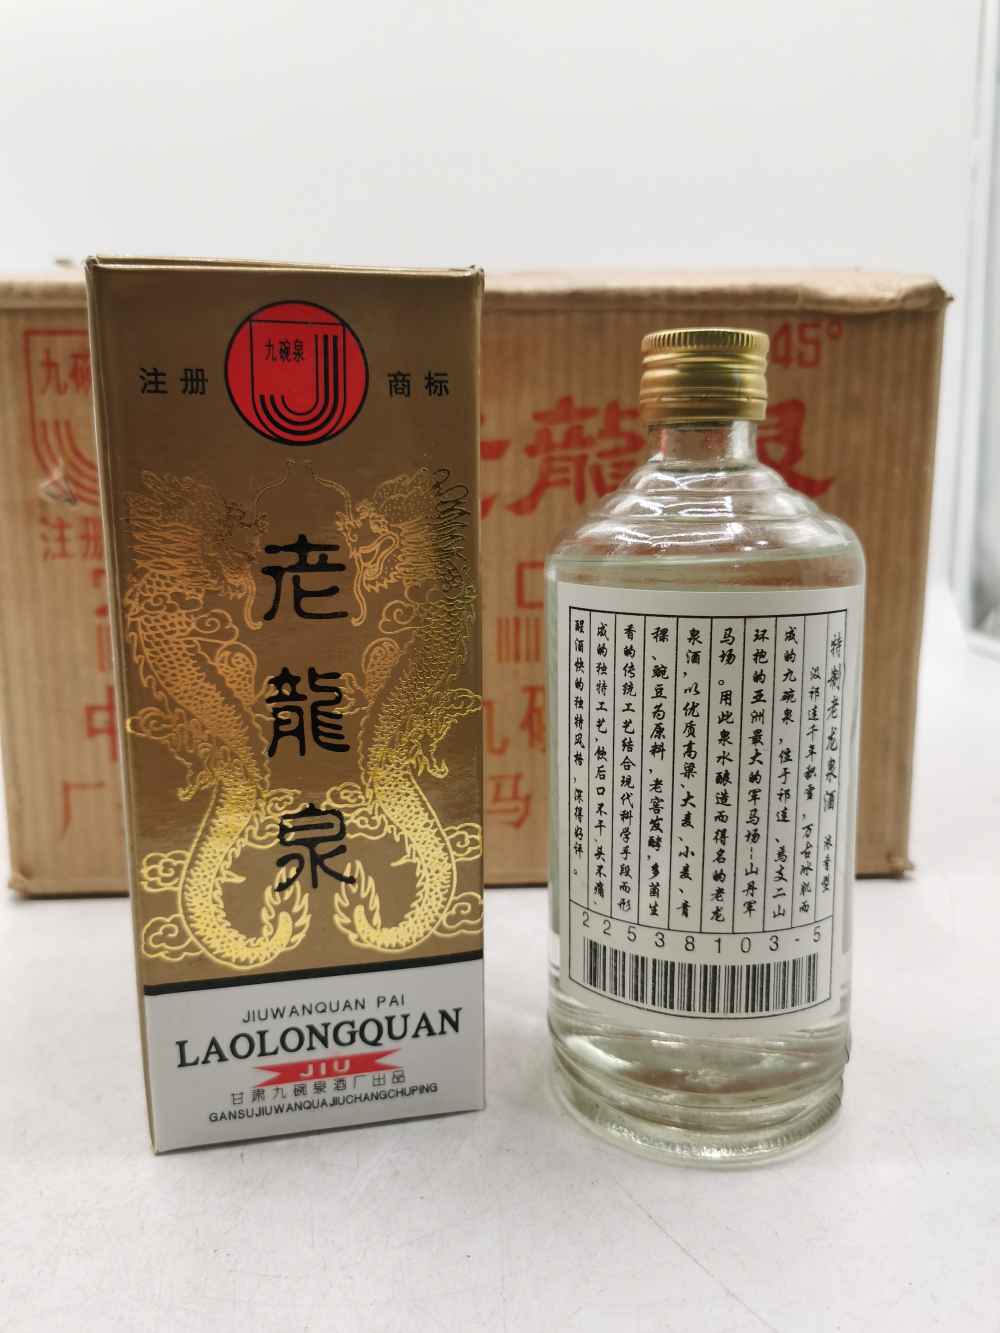 九碗泉
注册
商标
老龍泉
JIUWANQUAN PAI
LAOLONGQUAN
JIU
甘肃九碗泉酒厂出品
GANSUJIUWANQUAJIUCHANGCHUPING
特制老龙泉酒 浓香型
汲祁连千年积雪，万古冰肌而
成的九碗泉，位于祁连、焉支二山
环抱的亚洲最大的军马场--山丹军
马场。用此泉水酿造而得名的老龙
泉酒，以优质高粱、大麦、小麦、青
稞、豌豆为原料，老窖发酵，多菌生
香的传统工艺结合现代科学手段而形
成的独特工艺，饮后口不干、头不痛、
醒酒快的独特风格，深得好评。
22538103-5
45°
九碗
龍泉
注册
厂
九碗
马